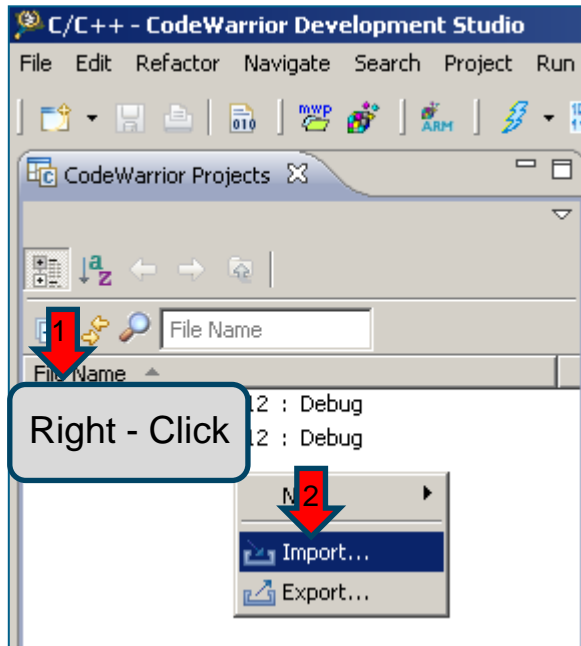 C/C++ - CodeWarrior Development Studio
File Edit Refactor Navigate Search Project Run
010 mwp ARM
CodeWarrior Projects
a z
1 File Name
File Name
Right - Click
12 : Debug
12 : Debug
2
Import...
Export...